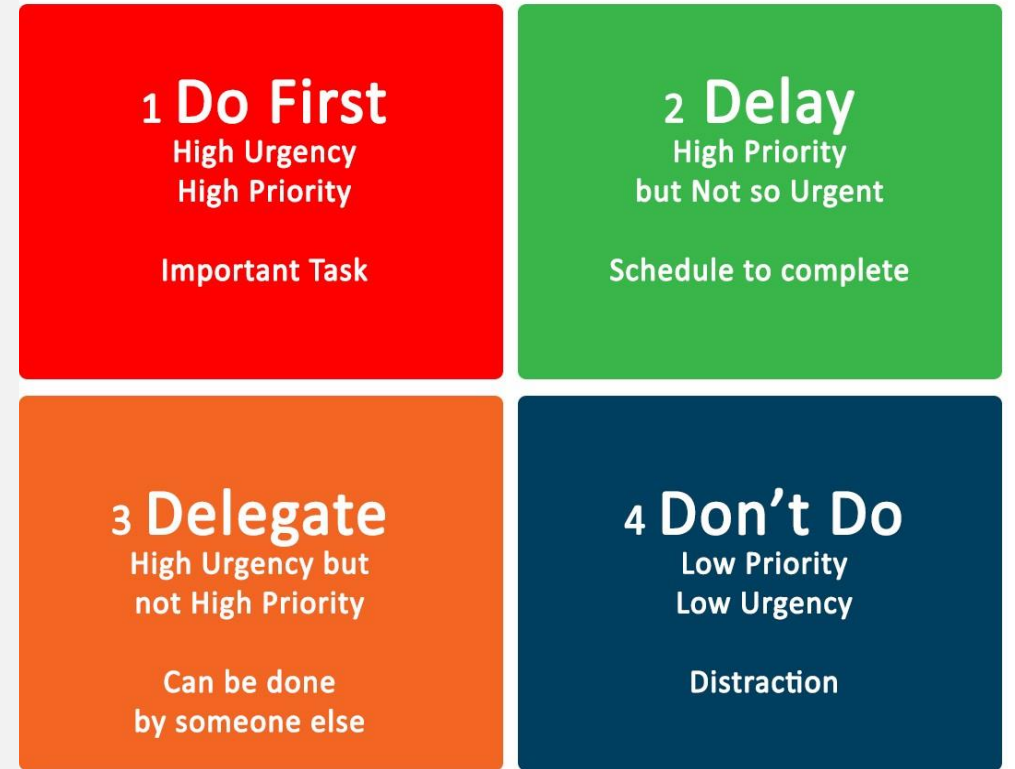 1 Do First
High Urgency
High Priority
Important Task
2 Delay
High Priority
but Not so Urgent
Schedule to complete
3 Delegate
High Urgency but
not High Priority
Can be done
by someone else
4 Don’t Do
Low Priority
Low Urgency
Distraction